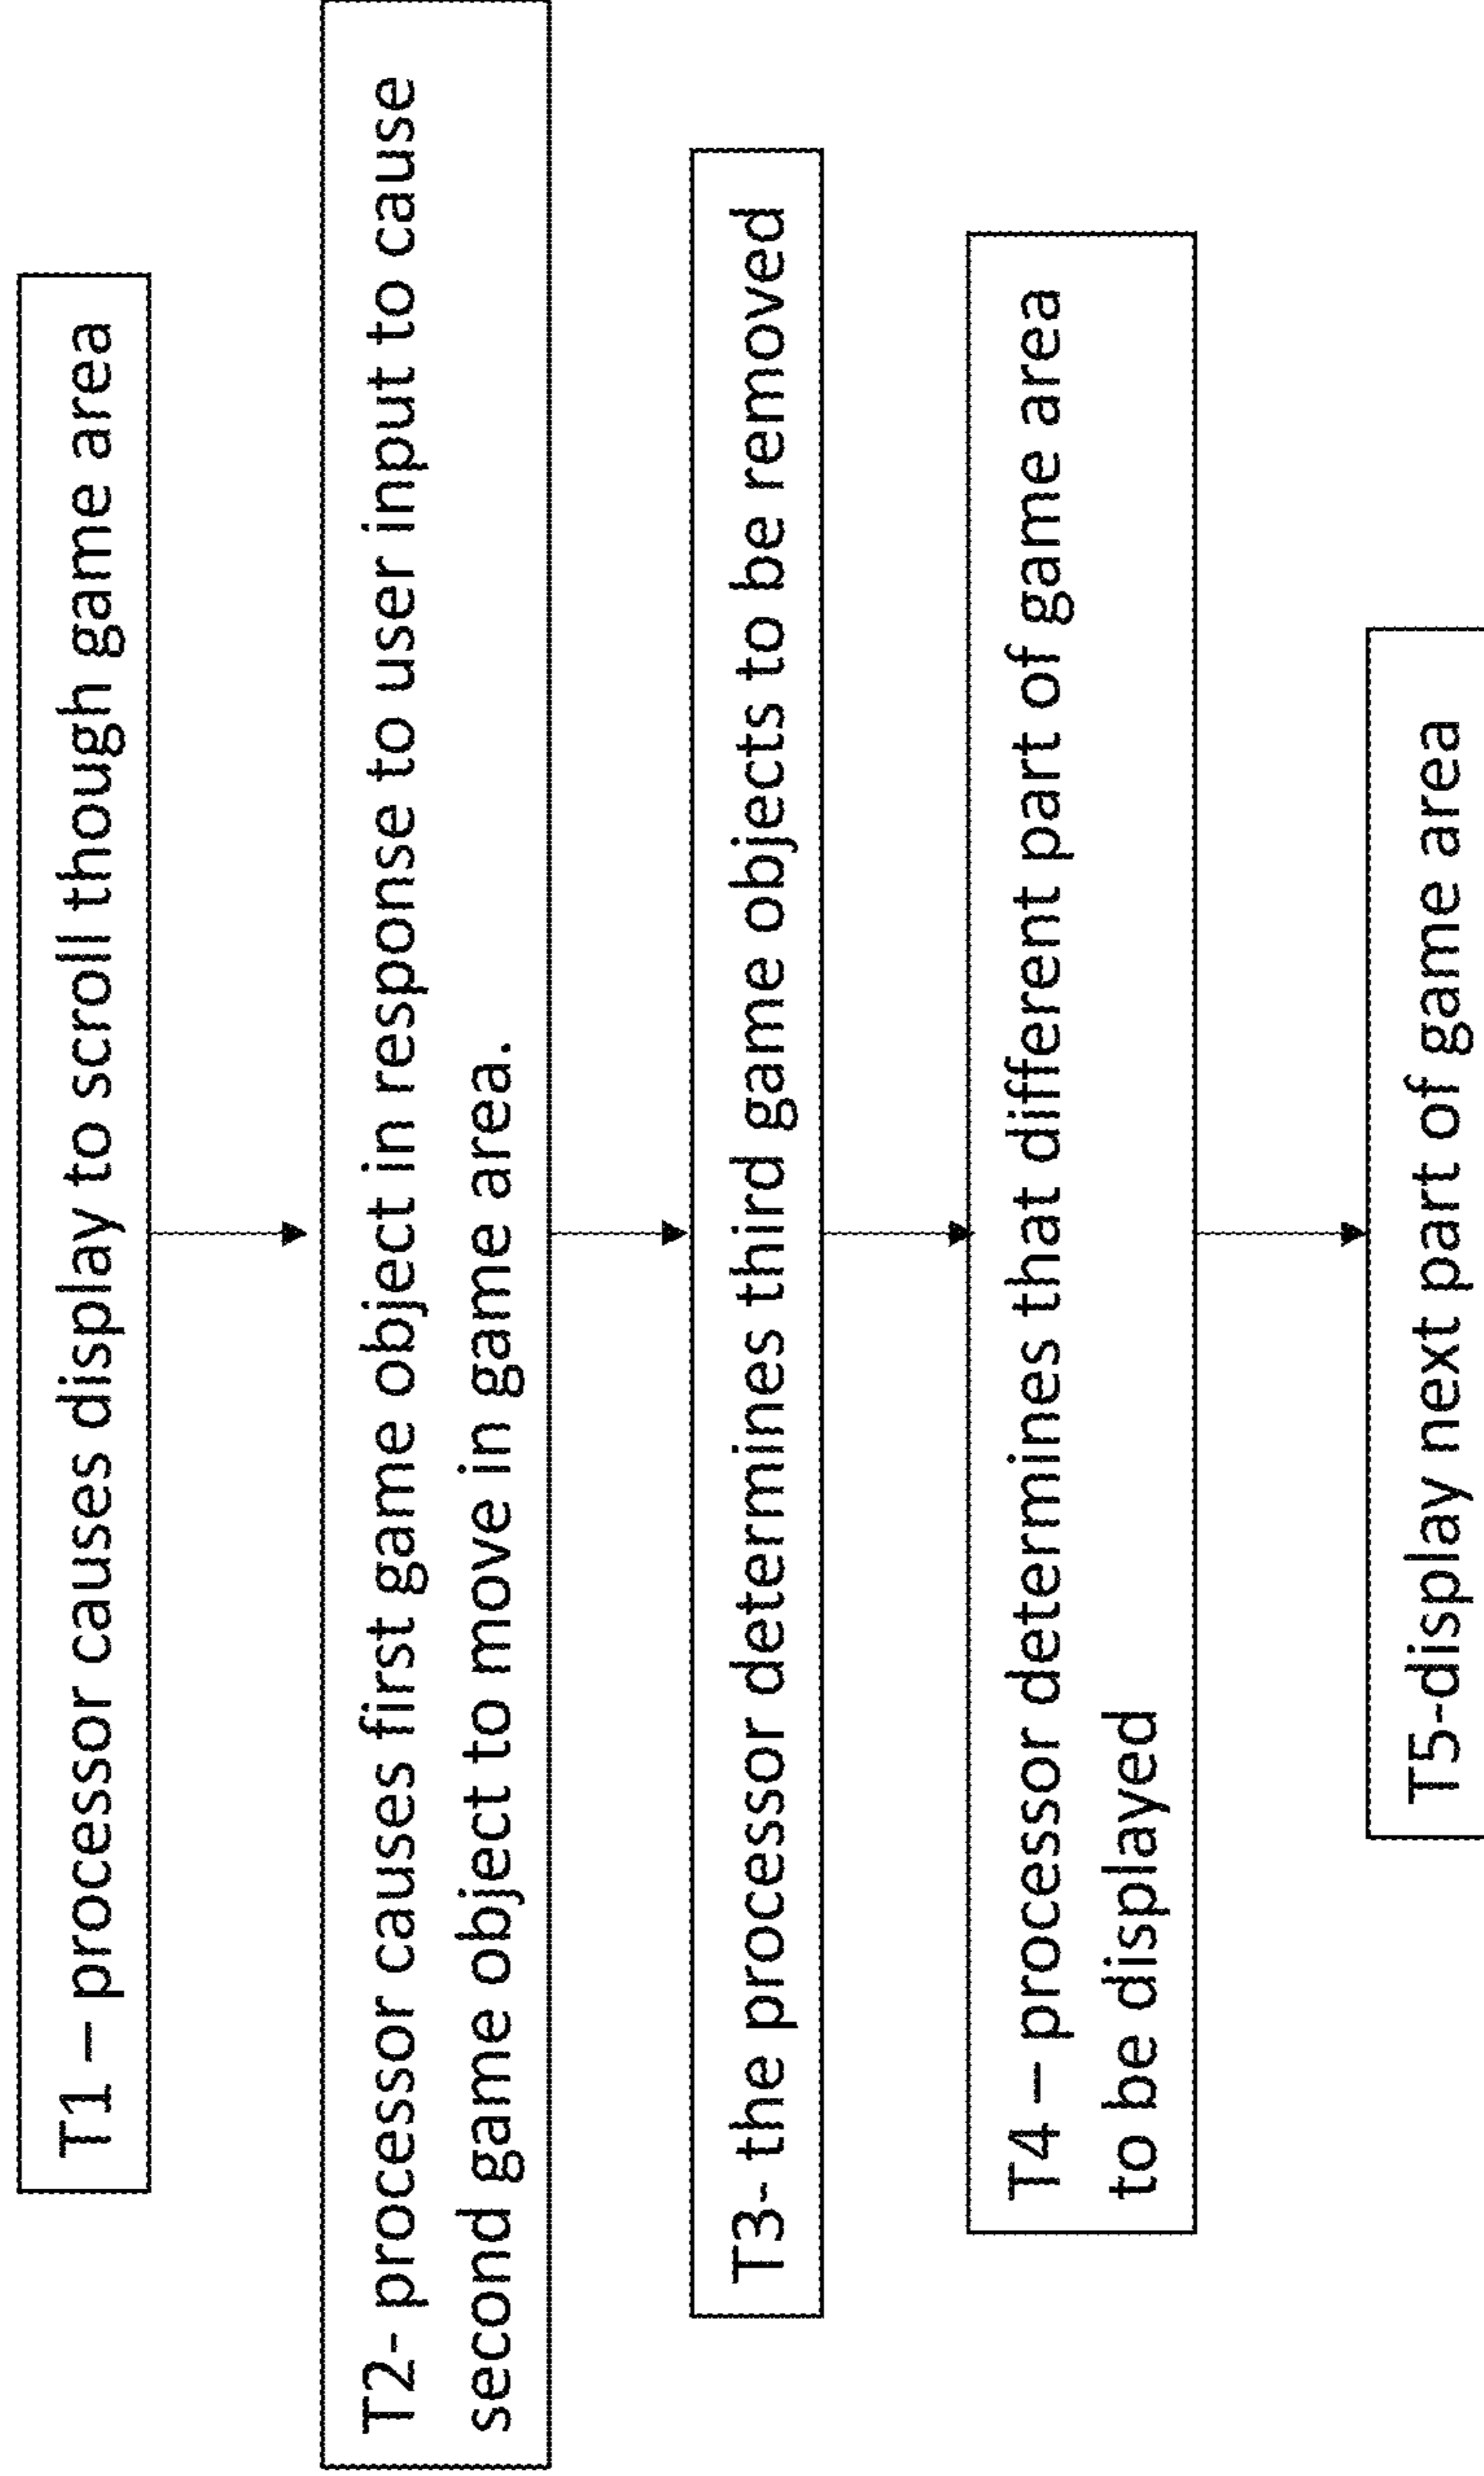 T1 – processor causes display to scroll though game area
T2- processor causes first game object in response to user input to cause
second game object to move in game area.
T3- the processor determines third game objects to be removed
T4 – processor determines that different part of game area
to be displayed
T5-display next part of game area